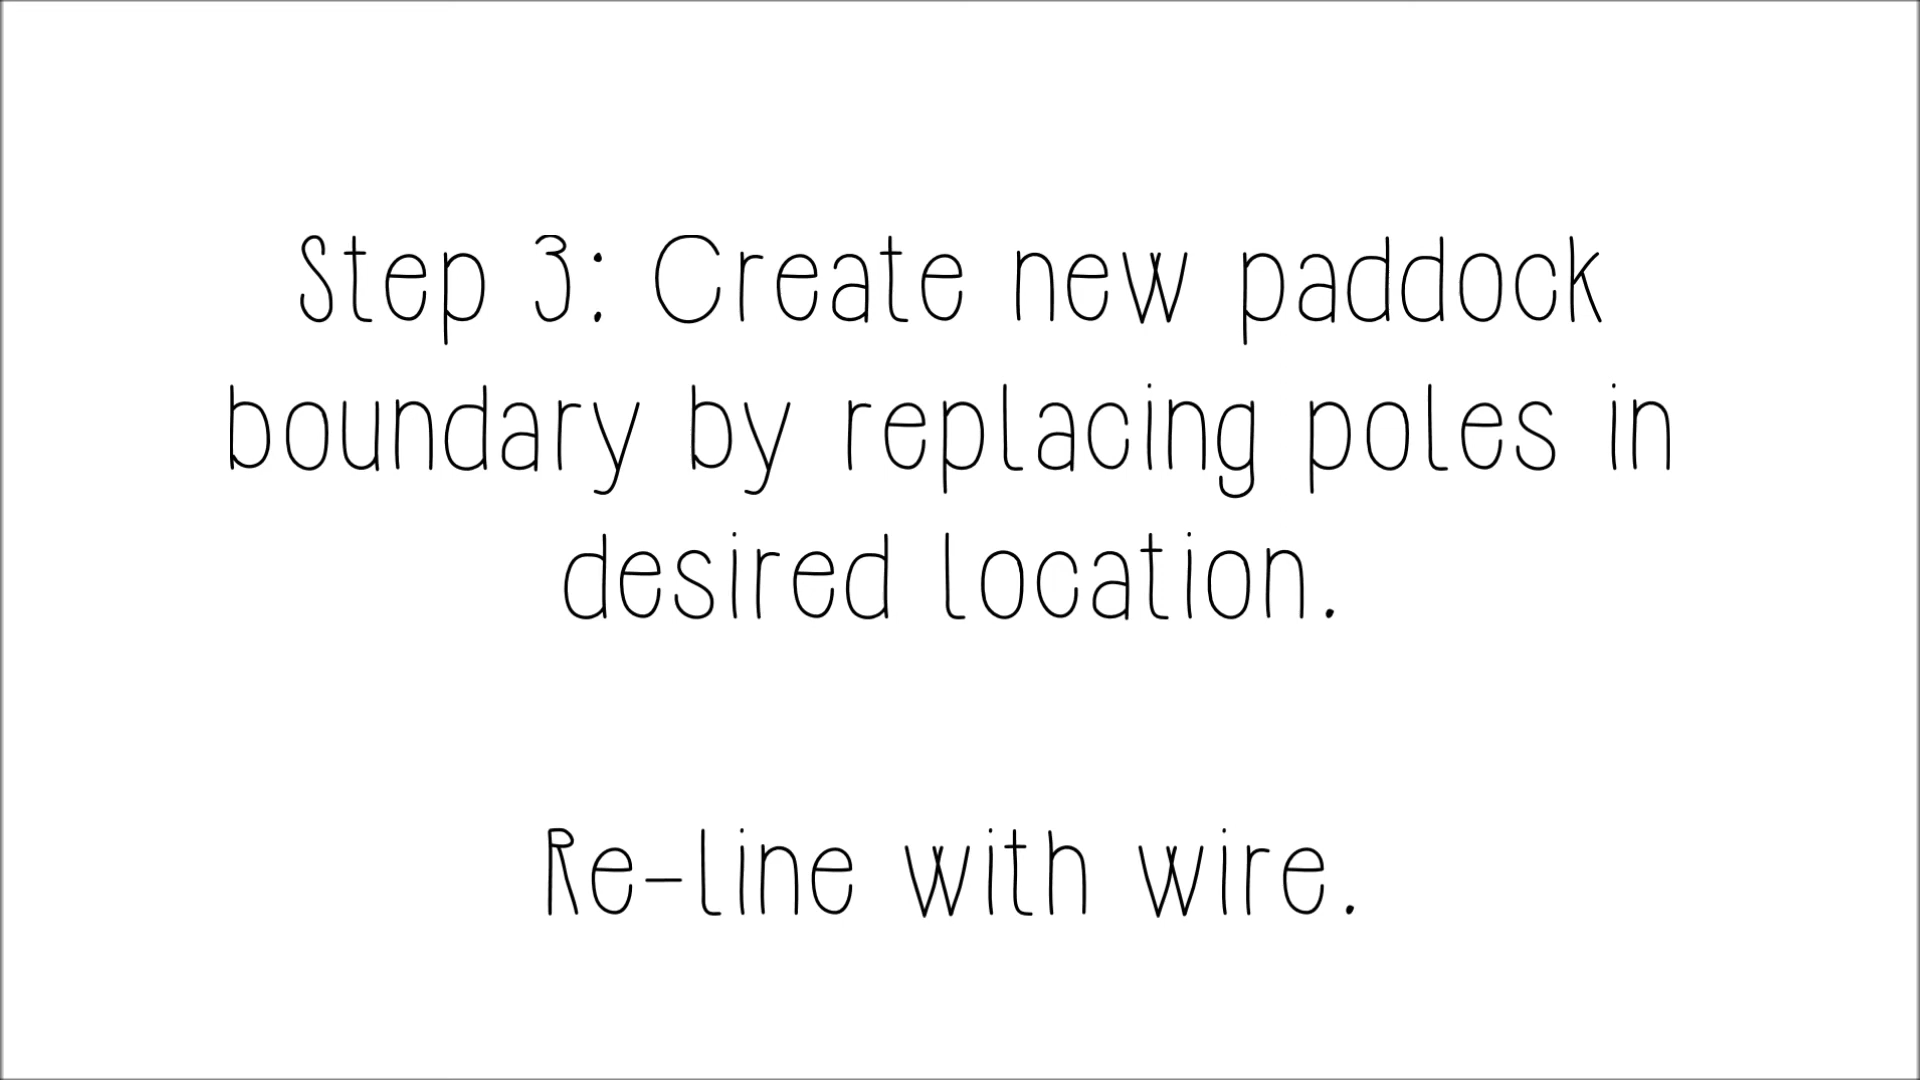 Step 3: Create new paddock
boundary by replacing poles in
desired location.
Re-line with wire.